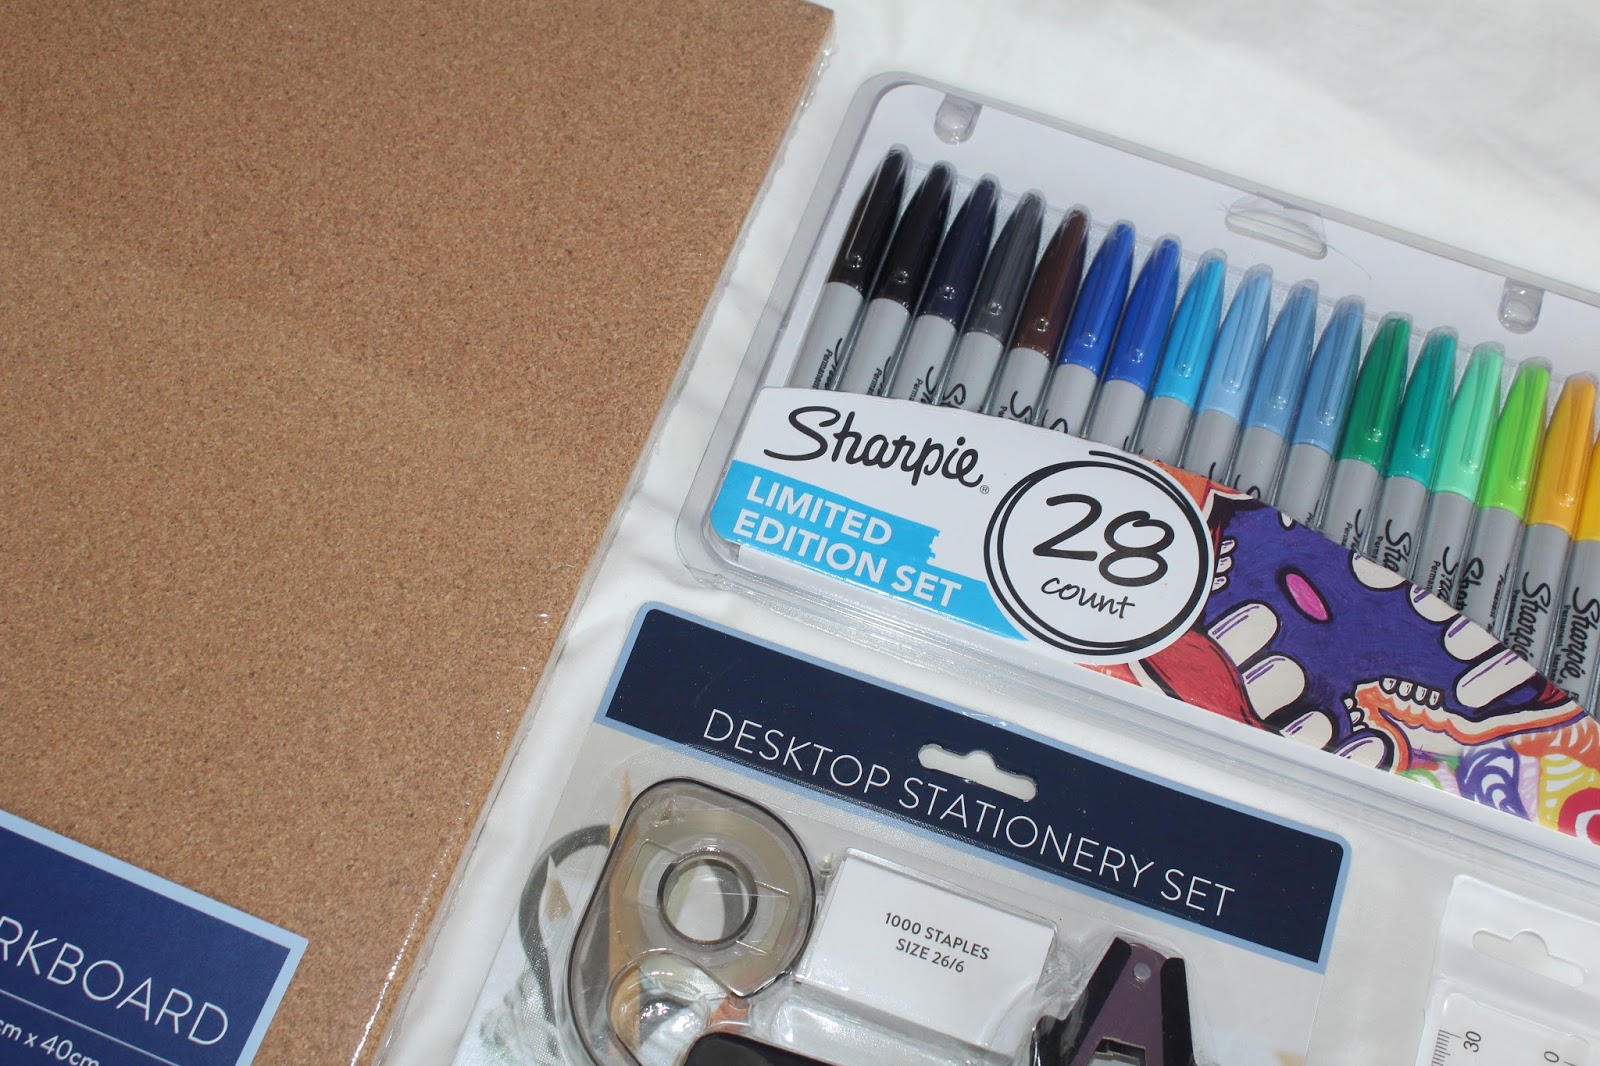 Sharpie®
LIMITED
EDITION SET
28
count
DESKTOP STATIONERY SET
1000 STAPLES
SIZE 26/6
RKBOARD
cm x 40cm
30